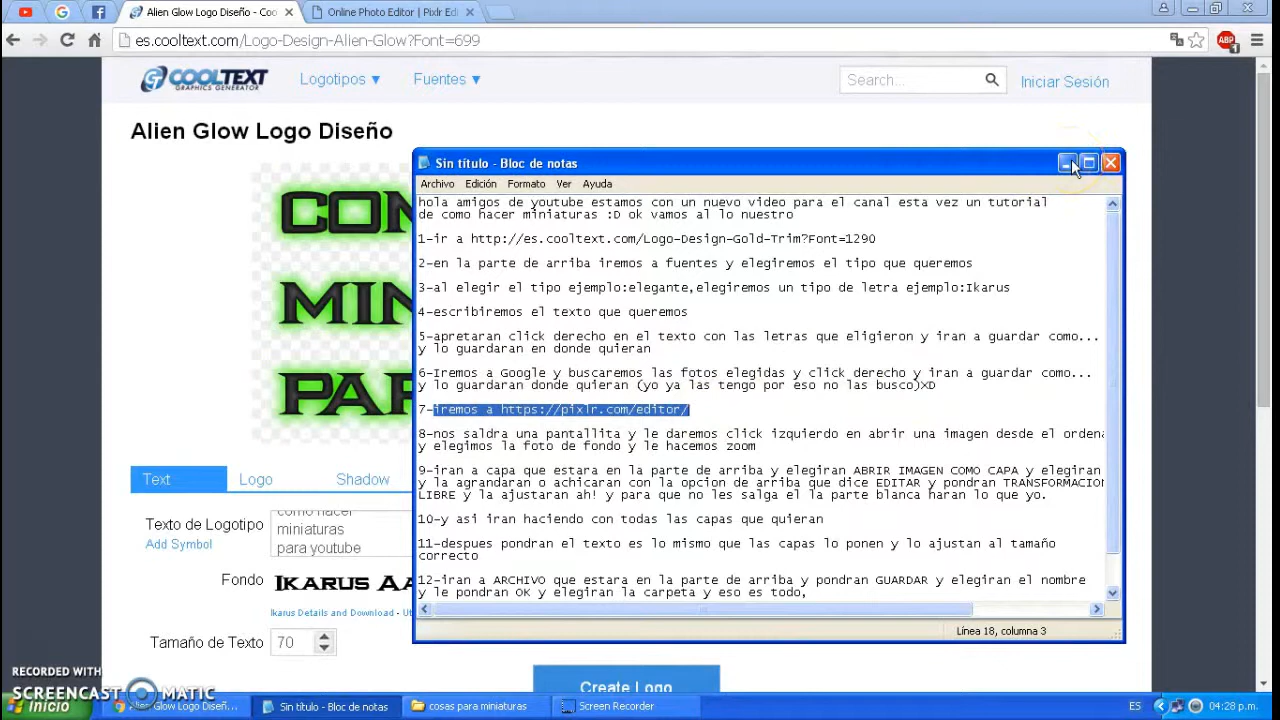 Alien Glow Logo Diseño - Coo
Online Photo Editor | Pixlr Edi
es.cooltext.com/Logo-Design-Alien-Glow?Font=699
ABP
1
COOLTEXT
GRAPHICS GENERATOR
Logotipos ▼
Fuentes ▼
Search...
Iniciar Sesión
Alien Glow Logo Diseño
CON
MIN
PAR
Sin título - Bloc de notas
Archivo Edición Formato Ver Ayuda
hola amigos de youtube estamos con un nuevo video para el canal esta vez un tutorial
de como hacer miniaturas :D ok vamos al lo nuestro
1-ir a http://es.cooltext.com/Logo-Design-Gold-Trim?Font=1290
2-en la parte de arriba iremos a fuentes y elegiremos el tipo que queremos
3-al elegir el tipo ejemplo:elegante,elegiremos un tipo de letra ejemplo:Ikarus
4-escribiremos el texto que queremos
5-apretaran click derecho en el texto con las letras que eligieron y iran a guardar como...
y lo guardaran en donde quieran
6-Iremos a Google y buscaremos las fotos elegidas y click derecho y iran a guardar como...
y lo guardaran donde quieran (yo ya las tengo por eso no las busco)XD
7-iremos a https://pixlr.com/editor/
8-nos saldra una pantallita y le daremos click izquierdo en abrir una imagen desde el ordena
y elegimos la foto de fondo y le hacemos zoom
9-iran a capa que estara en la parte de arriba y elegiran ABRIR IMAGEN COMO CAPA y elegiran
y la agrandaran o achicaran con la opcion de arriba que dice EDITAR y pondran TRANSFORMACION
LIBRE y la ajustaran ah! y para que no les salga el la parte blanca haran lo que yo.
10-y asi iran haciendo con todas las capas que quieran
11-despues pondran el texto es lo mismo que las capas lo ponen y lo ajustan al tamaño
correcto
12-iran a ARCHIVO que estara en la parte de arriba y pondran GUARDAR y elegiran el nombre
y le pondran OK y elegiran la carpeta y eso es todo,
Línea 18, columna 3
Text
Logo
Shadow
Texto de Logotipo
Add Symbol
como hacer
miniaturas
para youtube
Fondo
Ikarus
Ikarus Details and Download - Ut
Tamaño de Texto
70
Create Logo
RECORDED WITH
SCREENCAST MATIC
Inicio
Alien Glow Logo Diseñ...
Sin título - Bloc de notas
cosas para miniaturas
Screen Recorder
ES
04:28 p.m.